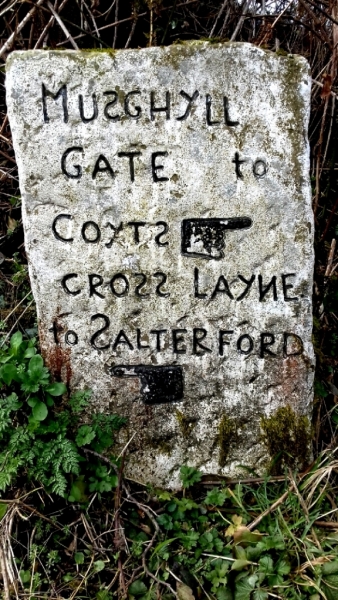 MUSGHYLL
GATE to
COYTS
CROSS LAYNE
to SALTERFORD